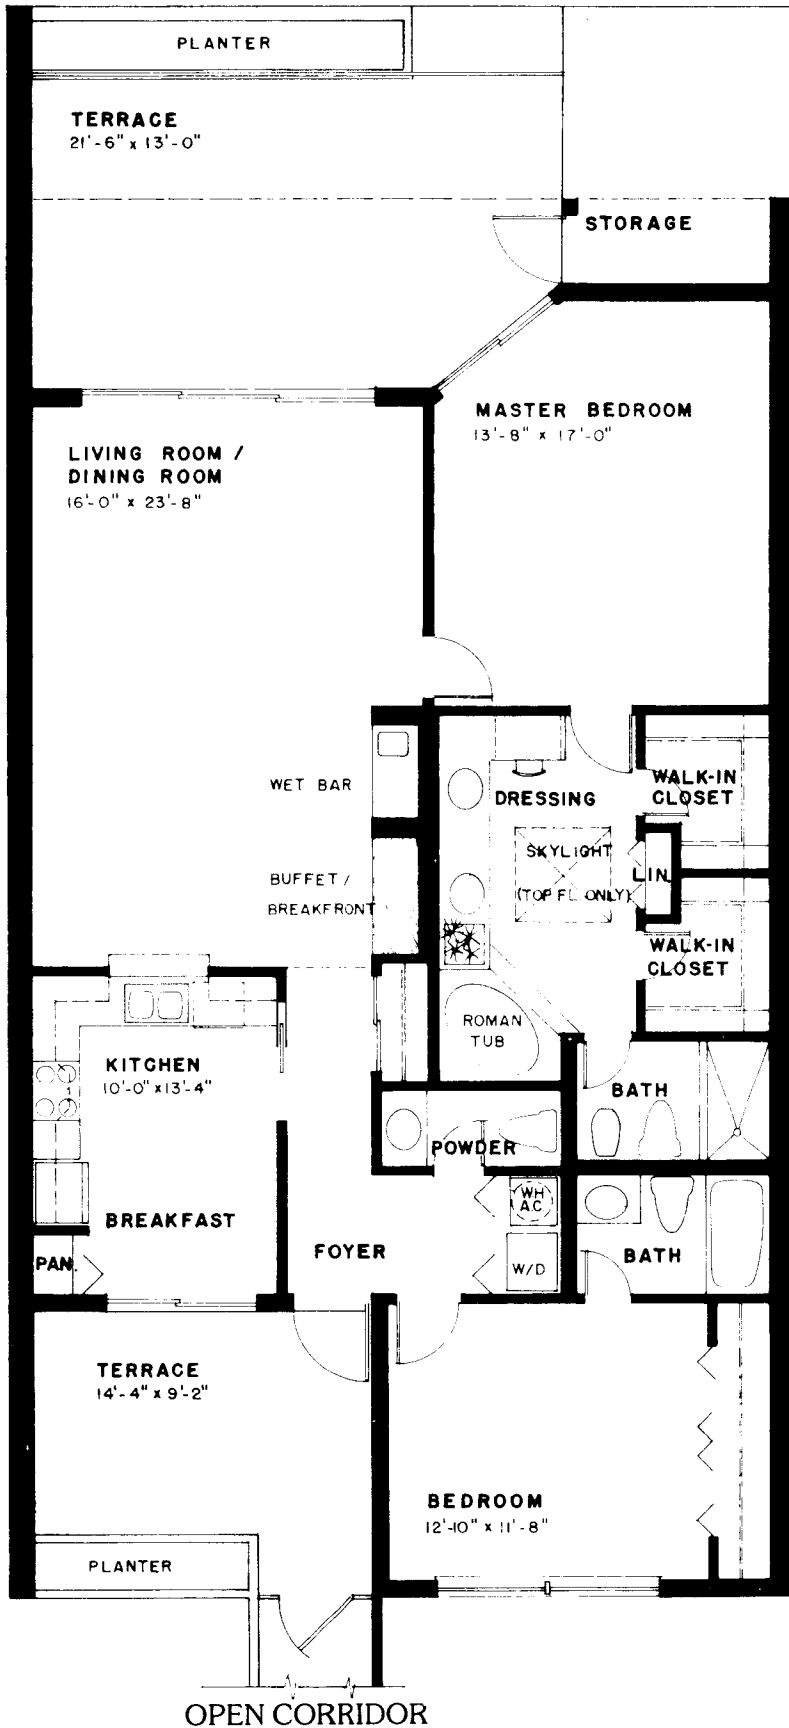 PLANTER
TERRACE
21'-6" x 13'-0"
STORAGE
MASTER BEDROOM
13'-8" x 17'-0"
LIVING ROOM /
DINING ROOM
16'-0" x 23'-8"
WET BAR
DRESSING
WALK-IN
CLOSET
SKYLIGHT
(TOP FL. ONLY)
LIN.
BUFFET /
BREAKFRONT
WALK-IN
CLOSET
ROMAN
TUB
KITCHEN
10'-0" x 13'-4"
BATH
POWDER
W.H.
A.C.
BREAKFAST
FOYER
BATH
PAN.
W/D
TERRACE
14'-4" x 9'-2"
BEDROOM
12'-10" x 11'-8"
PLANTER
OPEN CORRIDOR